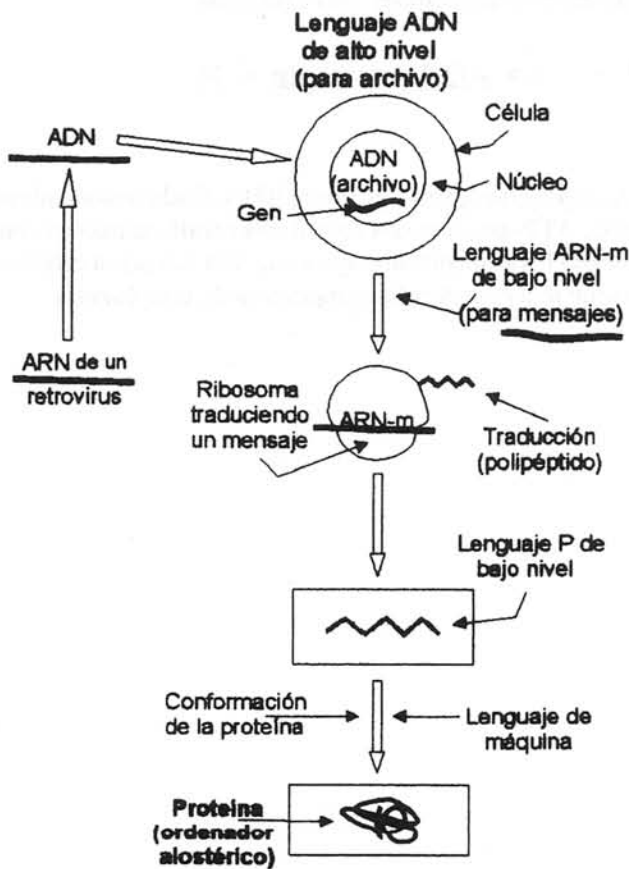 Lenguaje ADN
de alto nivel
(para archivo)
Célula
ADN
ADN
(archivo)
Núcleo
Gen
Lenguaje ARN-m
de bajo nivel
(para mensajes)
ARN de un
retrovirus
Ribosoma
traduciendo
un mensaje
ARN-m
Traducción
(polipéptido)
Lenguaje P de
bajo nivel
Conformación
de la proteína
Lenguaje de
máquina
Proteína
(ordenador
alostérico)